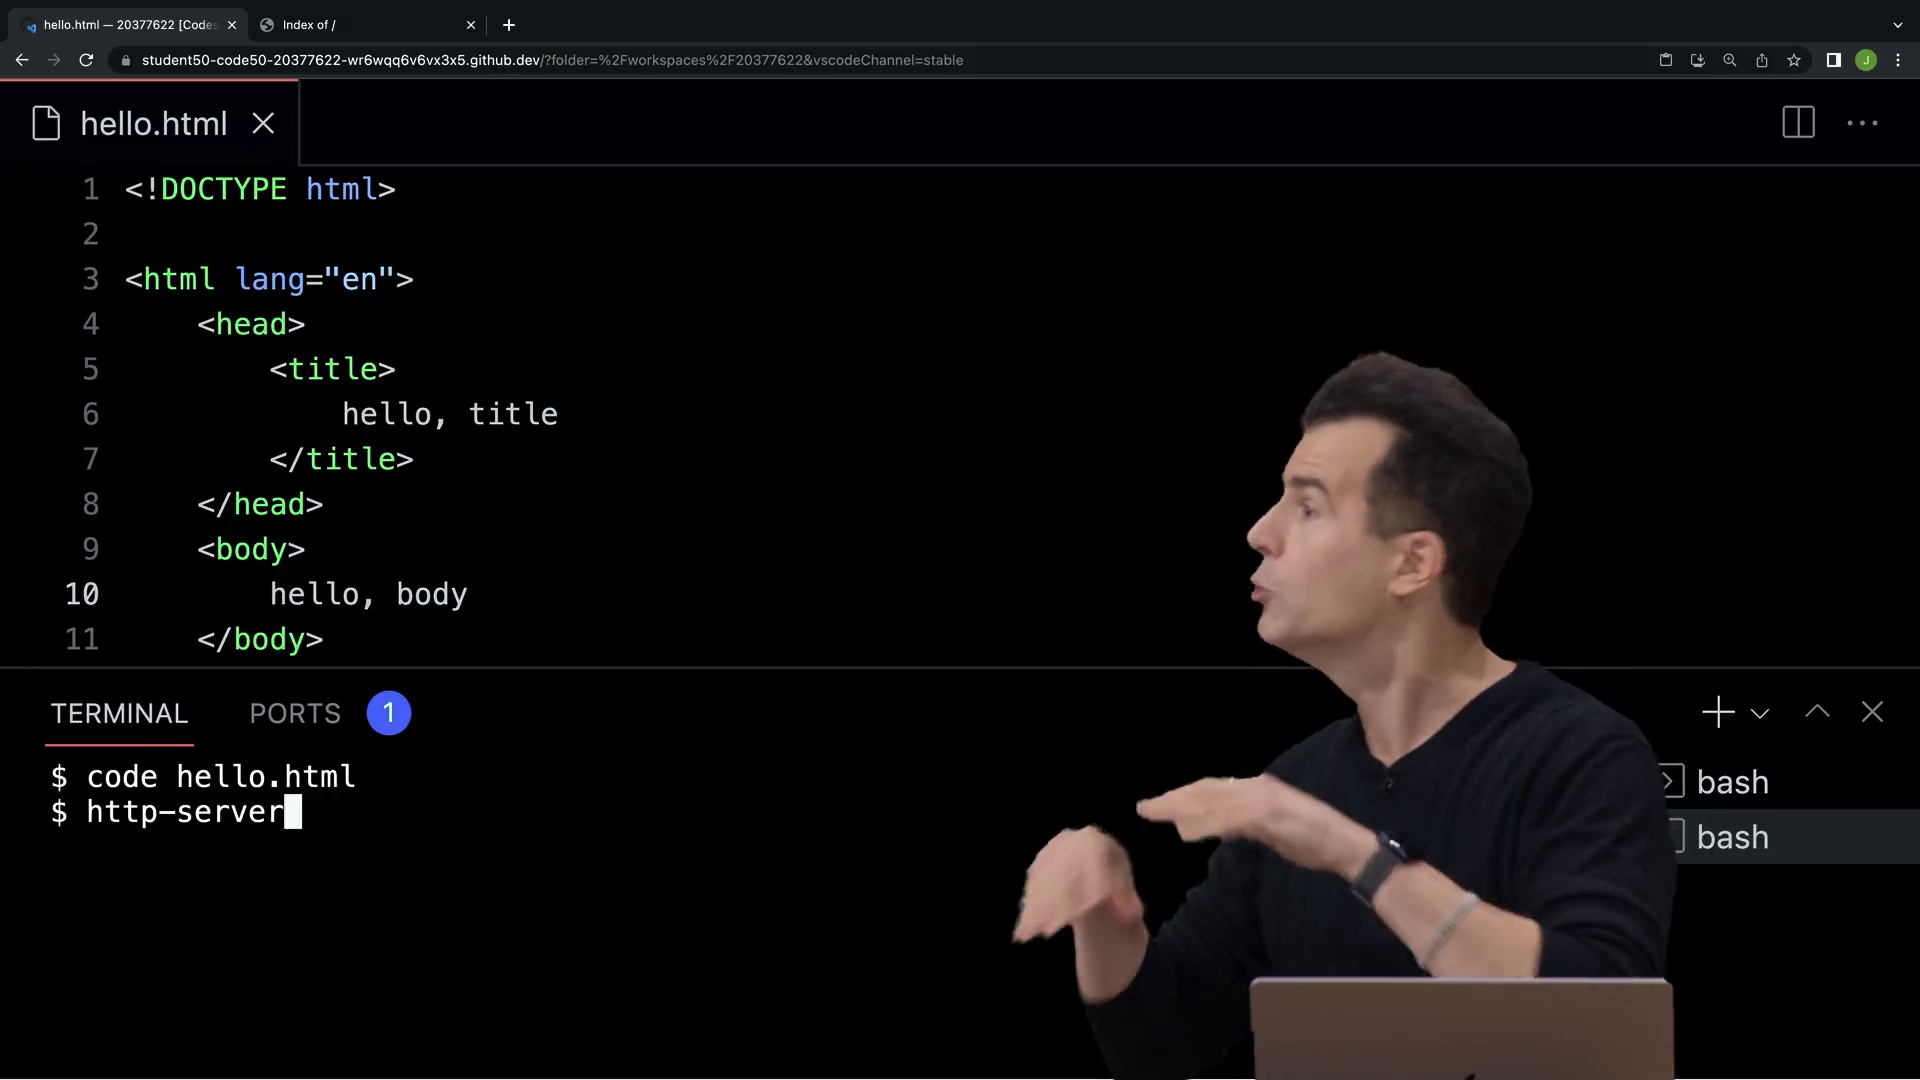 hello.html — 20377622 [Codes
Index of /
student50-code50-20377622-wr6wqq6v6vx3x5.github.dev/?folder=%2Fworkspaces%2F20377622&vscodeChannel=stable
J
hello.html
1 <!DOCTYPE html>
2
3 <html lang="en">
4 <head>
5 <title>
6 hello, title
7 </title>
8 </head>
9 <body>
10 hello, body
11 </body>
TERMINAL PORTS 1
$ code hello.html
$ http-server
bash
bash